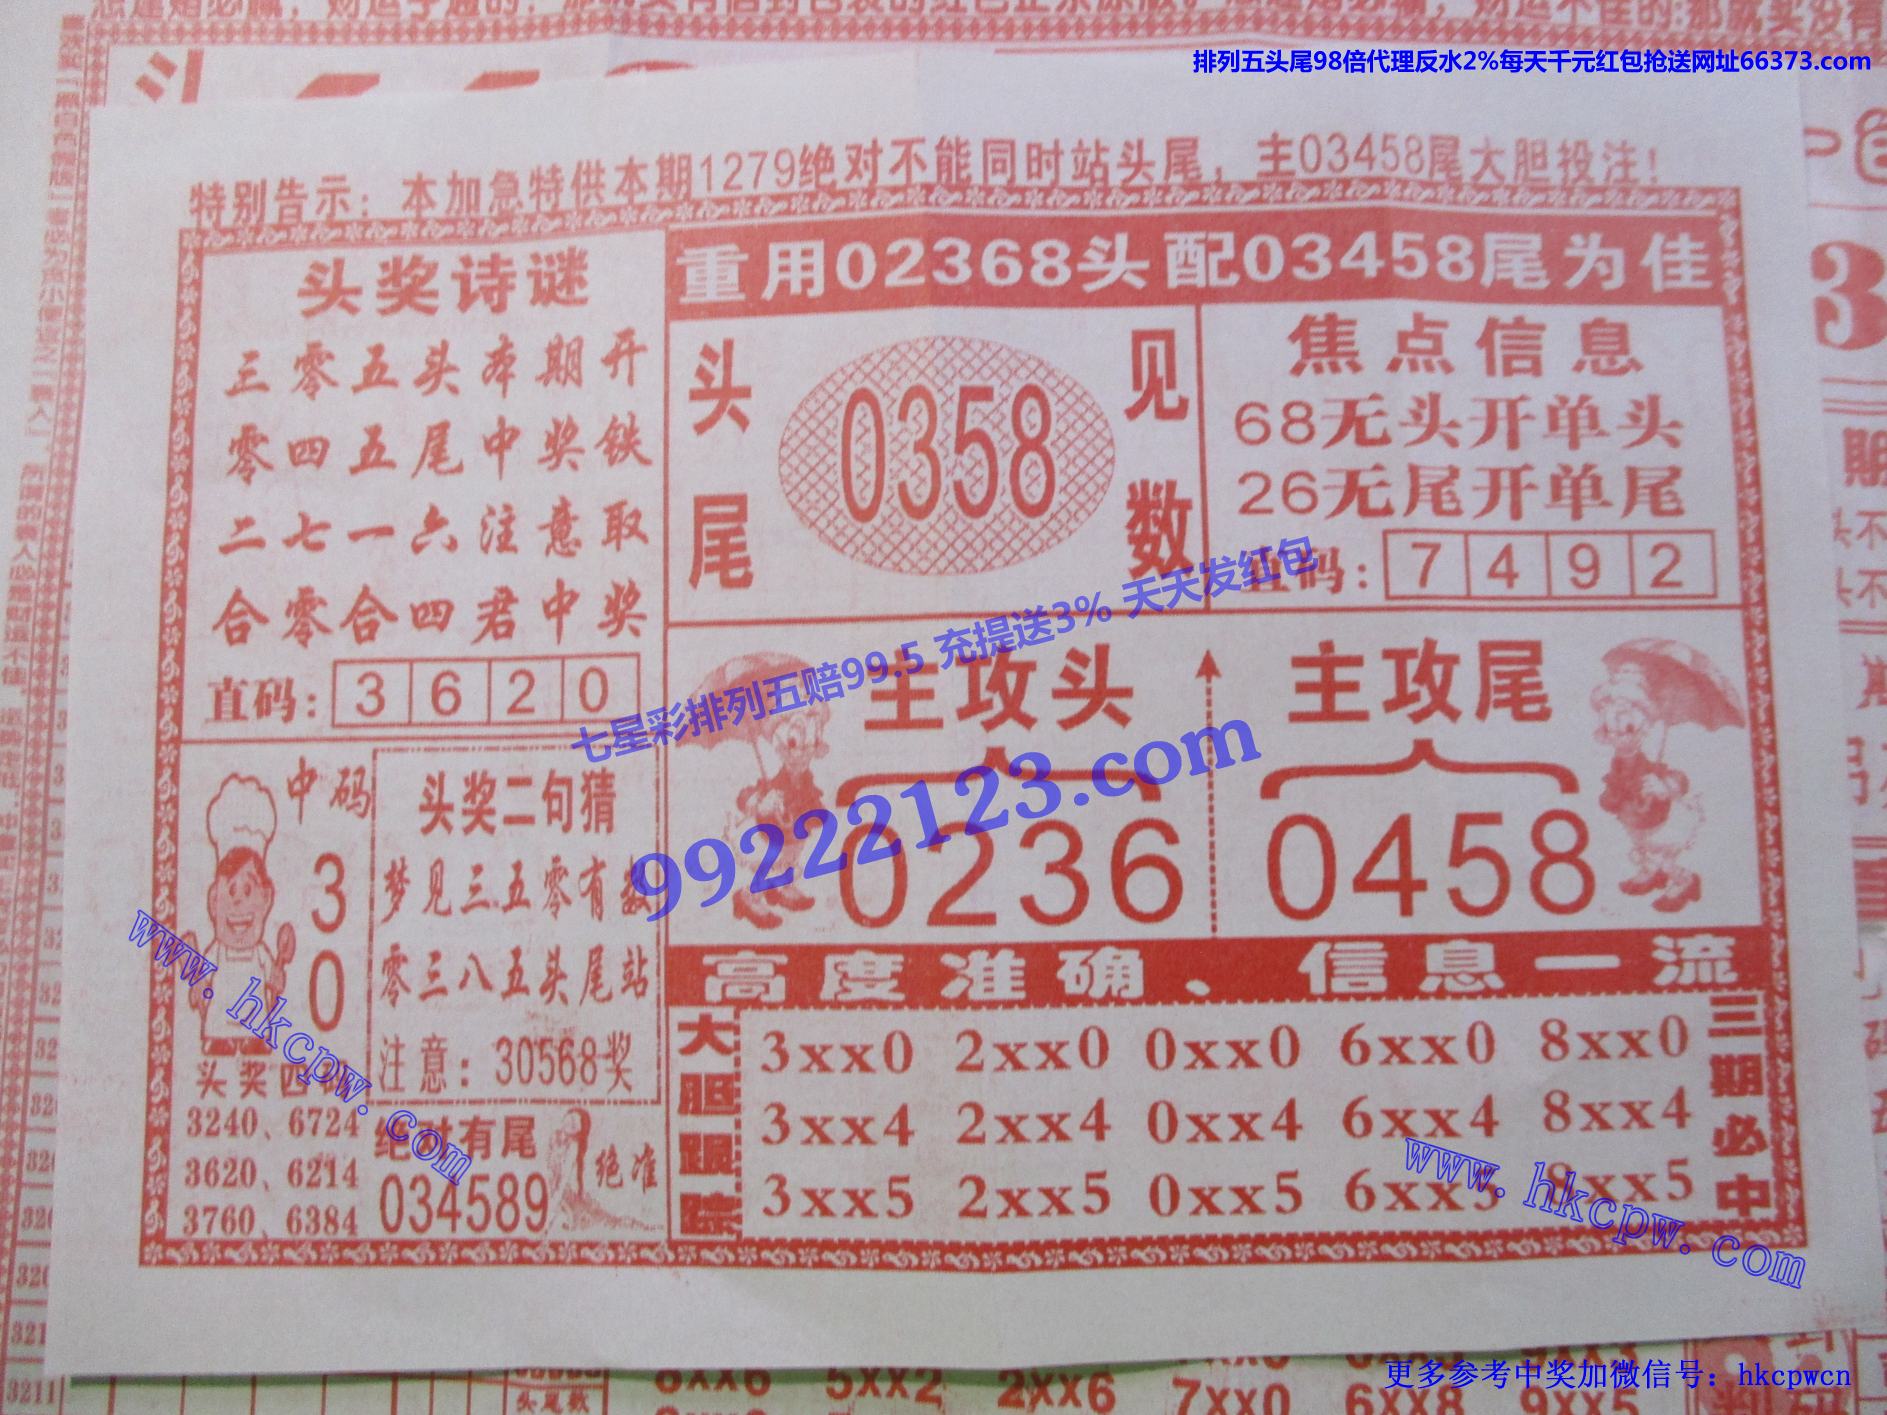 排列五头尾98倍代理反水2%每天千元红包抢送网址66373.com
特别告示：本加急特供本期1279绝对不能同时站头尾，主03458尾大胆投注！
头奖诗谜
三零五头本期开
零四五尾中奖铁
二七一六注意取
合零合四君中奖
直码：3620
重用02368头配03458尾为佳
头尾
0358
见数
焦点信息
68无头开单头
26无尾开单尾
直码：7492
七星彩排列五赔99.5 充提送3% 天天发红包
99222123.com
主攻头
0236
主攻尾
0458
中码
3
0
头奖四码
3240、6724
3620、6214
3760、6384
头奖二句猜
梦见三五零有数
零三八五头尾站
注意：30568奖
绝对有尾
034589
绝准
高度准确、信息一流
大胆跟踪
3xx0 2xx0 0xx0 6xx0 8xx0
3xx4 2xx4 0xx4 6xx4 8xx4
3xx5 2xx5 0xx5 6xx5 8xx5
三期必中
www.hkcpw.com
www.hkcpw.com
8xx6 5xx2 2xx6
头尾数
更多参考中奖加微信号：hkcpwcn